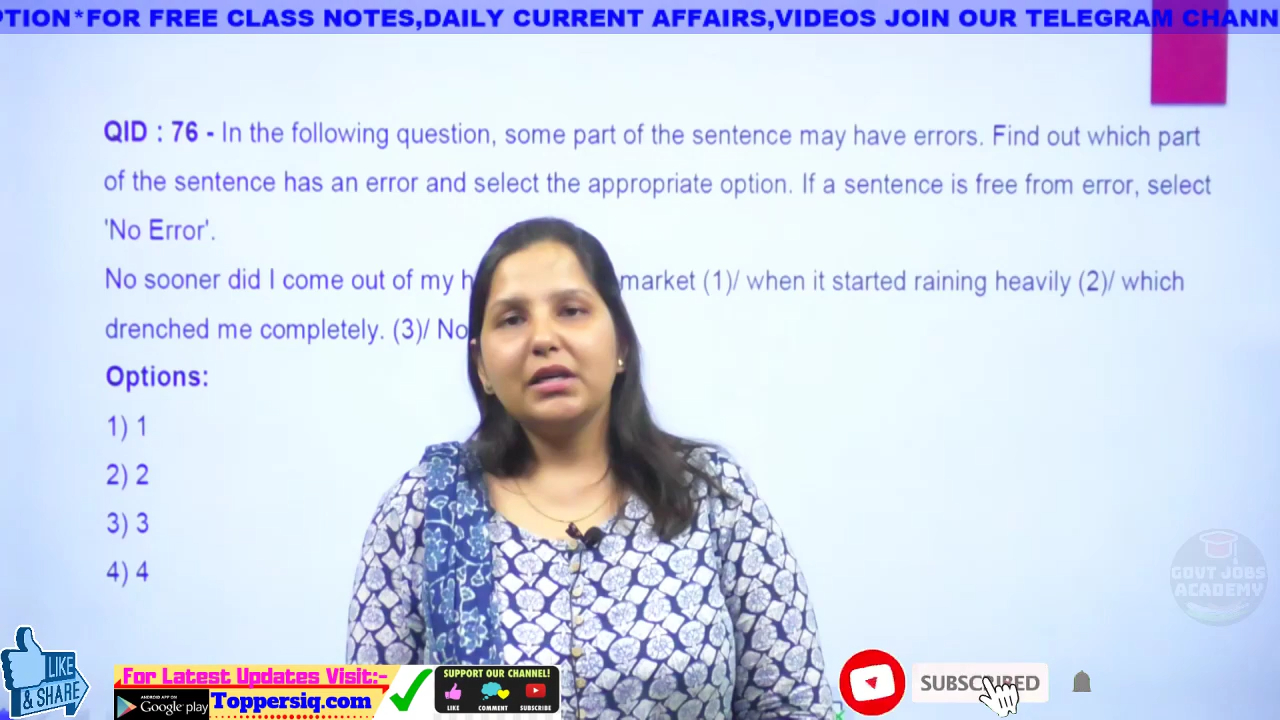 PTION*FOR FREE CLASS NOTES,DAILY CURRENT AFFAIRS,VIDEOS JOIN OUR TELEGRAM CHANN
QID : 76 - In the following question, some part of the sentence may have errors. Find out which part
of the sentence has an error and select the appropriate option. If a sentence is free from error, select
'No Error'.
No sooner did I come out of my h market (1)/ when it started raining heavily (2)/ which
drenched me completely. (3)/ No
Options:
1) 1
2) 2
3) 3
4) 4
GOVT JOBS
ACADEMY
LIKE
& SHARE
For Latest Updates Visit:-
ANDROID APP ON
Google play
Toppersiq.com
SUPPORT OUR CHANNEL!
LIKE COMMENT SUBSCRIBE
SUBSCRIBED